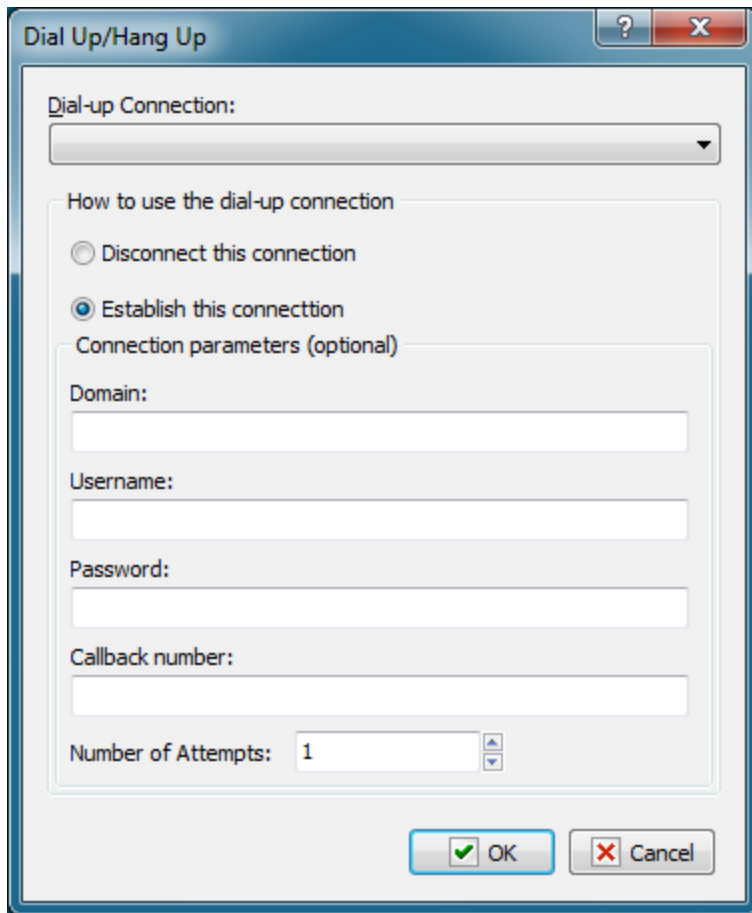 Dial Up/Hang Up
?
Dial-up Connection:
How to use the dial-up connection
Disconnect this connection
Establish this connecttion
Connection parameters (optional)
Domain:
Username:
Password:
Callback number:
Number of Attempts: 1
OK Cancel